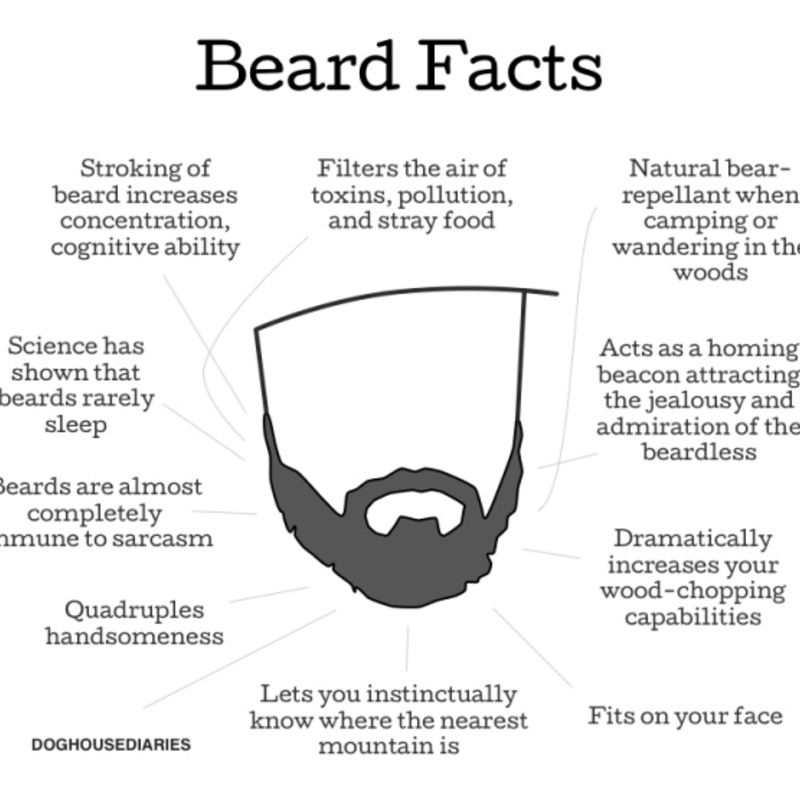 Beard Facts
Stroking of
beard increases
concentration,
cognitive ability
Filters the air of
toxins, pollution,
and stray food
Natural bear-
repellant when
camping or
wandering in the
woods
Science has
shown that
beards rarely
sleep
Acts as a homing
beacon attracting
the jealousy and
admiration of the
beardless
Beards are almost
completely
mmune to sarcasm
Dramatically
increases your
wood-chopping
capabilities
Quadruples
handsomeness
Lets you instinctually
know where the nearest
mountain is
Fits on your face
DOGHOUSEDIARIES